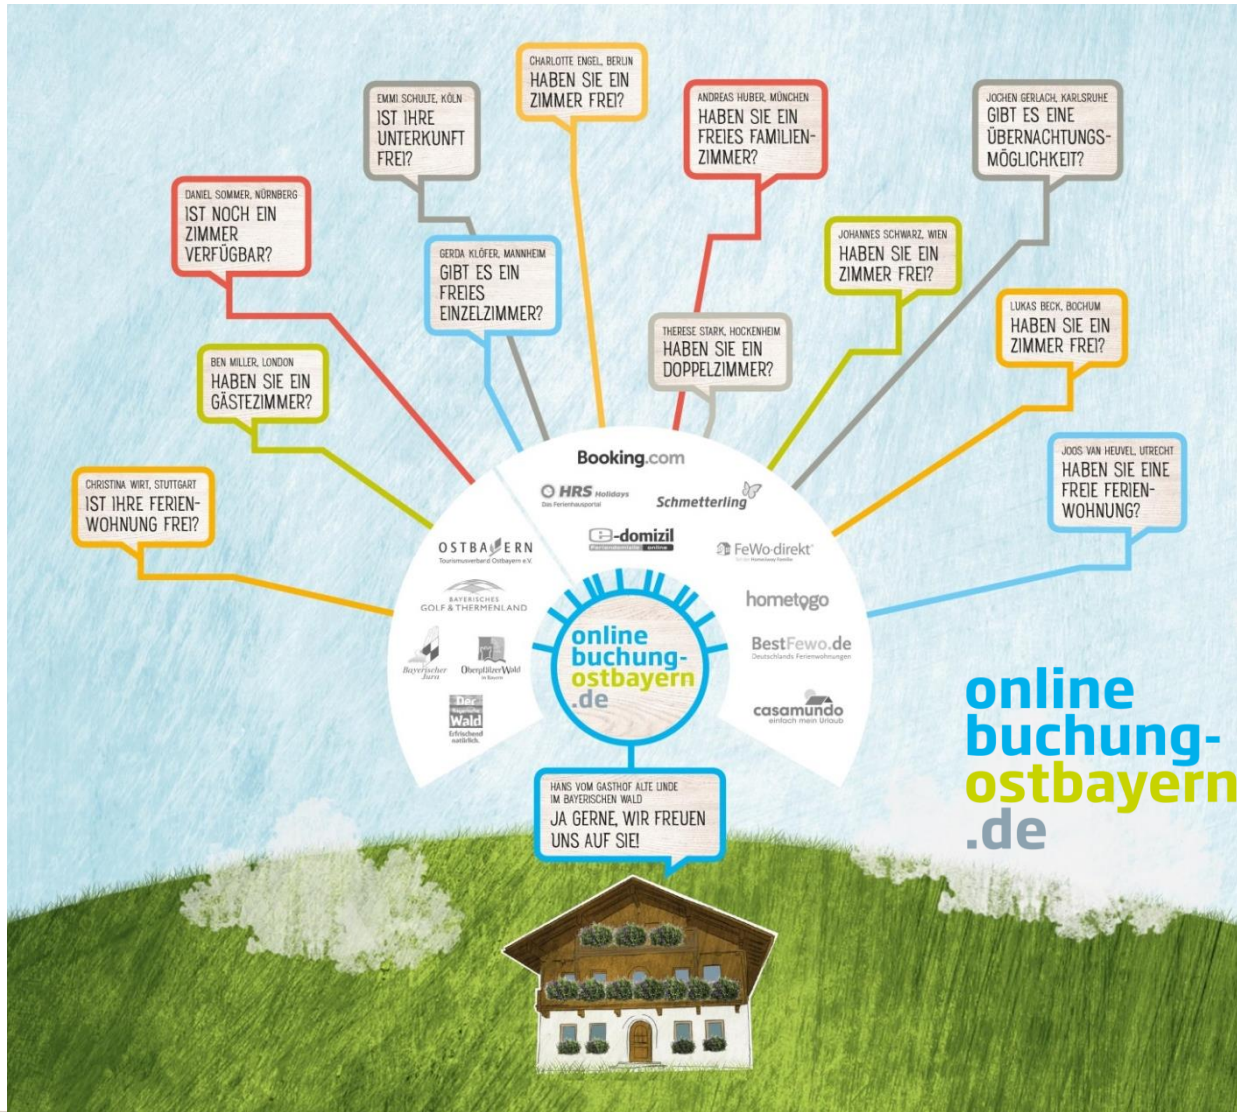 CHARLOTTE ENGEL, BERLIN
HABEN SIE EIN
ZIMMER FREI?
EMMI SCHULTE, KÖLN
IST IHRE
UNTERKUNFT
FREI?
ANDREAS HUBER, MÜNCHEN
HABEN SIE EIN
FREIES FAMILIEN-
ZIMMER?
JOCHEN GERLACH, KARLSRUHE
GIBT ES EINE
ÜBERNACHTUNGS-
MÖGLICHKEIT?
DANIEL SOMMER, NÜRNBERG
IST NOCH EIN
ZIMMER
VERFÜGBAR?
GERDA KLÖFER, MANNHEIM
GIBT ES EIN
FREIES
EINZELZIMMER?
JOHANNES SCHWARZ, WIEN
HABEN SIE EIN
ZIMMER FREI?
THERESE STARK, HOCKENHEIM
HABEN SIE EIN
DOPPELZIMMER?
LUKAS BECK, BOCHUM
HABEN SIE EIN
ZIMMER FREI?
BEN MILLER, LONDON
HABEN SIE EIN
GÄSTEZIMMER?
JOOS VAN HEUVEL, UTRECHT
HABEN SIE EINE
FREIE FERIEN-
WOHNUNG?
CHRISTINA WIRT, STUTTGART
IST IHRE FERIEN-
WOHNUNG FREI?
Booking.com
HRS Holidays
Das Ferienhausportal
Schmetterling
e-domizil
Feriendomizile online
OSTBAYERN
Tourismusverband Ostbayern e.V.
FeWo-direkt
BAYERISCHES
GOLF & THERMENLAND
hometogo
Bayerischer
Jura
Oberpfälzer Wald
in Bayern
BestFewo.de
Deutschlands Ferienwohnungen
Der
Bayerische
Wald
Erfrischend
natürlich.
casamundo
einfach mein Urlaub
online
buchung-
ostbayern
.de
online
buchung-
ostbayern
.de
HANS VOM GASTHOF ALTE LINDE
IM BAYERISCHEN WALD
JA GERNE, WIR FREUEN
UNS AUF SIE!